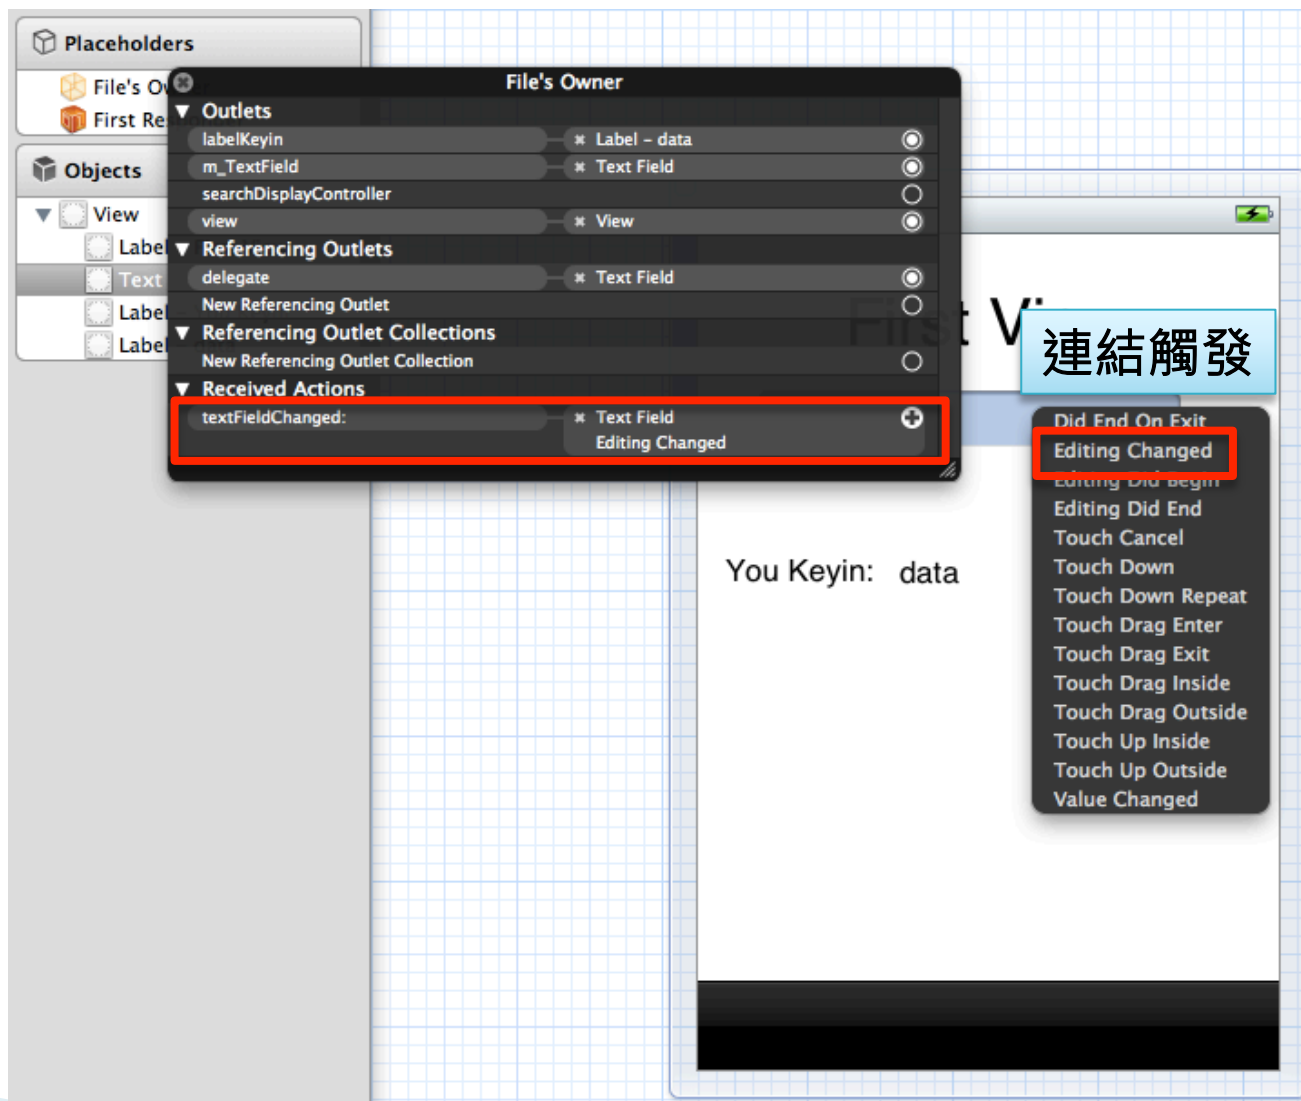 Placeholders
File's O
First Re
Objects
View
Label
Text
Label
Label
File's Owner
Outlets
labelKeyin
Label – data
m_TextField
Text Field
searchDisplayController
view
View
Referencing Outlets
delegate
Text Field
New Referencing Outlet
Referencing Outlet Collections
New Referencing Outlet Collection
Received Actions
textFieldChanged:
Text Field
Editing Changed
First V
連結觸發
Did End On Exit
Editing Changed
Editing Did Begin
Editing Did End
Touch Cancel
Touch Down
Touch Down Repeat
Touch Drag Enter
Touch Drag Exit
Touch Drag Inside
Touch Drag Outside
Touch Up Inside
Touch Up Outside
Value Changed
You Keyin: data